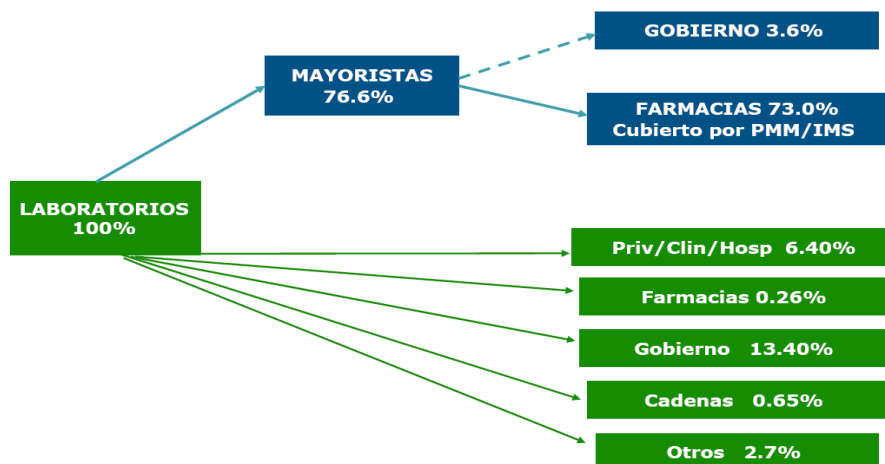 GOBIERNO 3.6%
MAYORISTAS
76.6%
FARMACIAS 73.0%
Cubierto por PMM/IMS
LABORATORIOS
100%
Priv/Clin/Hosp 6.40%
Farmacias 0.26%
Gobierno 13.40%
Cadenas 0.65%
Otros 2.7%